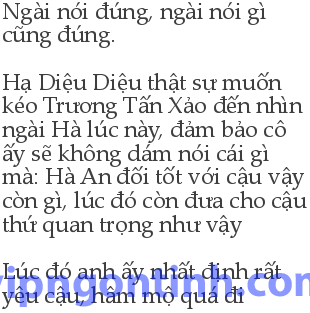 Ngài nói đúng, ngài nói gì
cũng đúng.
Hạ Diệu Diệu thật sự muốn
kéo Trương Tấn Xảo đến nhìn
ngài Hà lúc này, đảm bảo cô
ấy sẽ không dám nói cái gì
mà: Hà An đối tốt với cậu vậy
còn gì, lúc đó còn đưa cho cậu
thứ quan trọng như vậy
Lúc đó anh ấy nhất định rất
yêu cậu, hâm mộ quá đi
vipngontinh.com